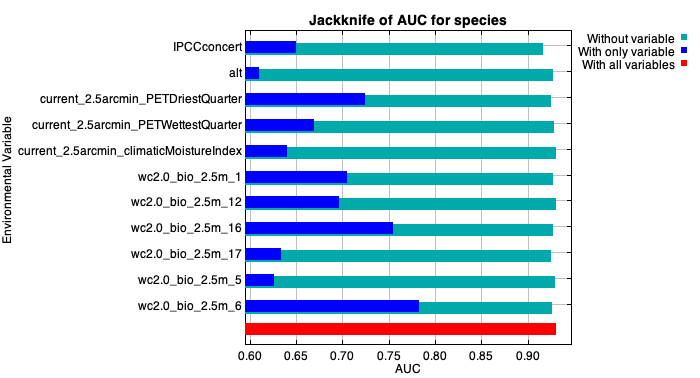 Jackknife of AUC for species
Without variable
With only variable
With all variables
Environmental Variable
IPCCconcert
alt
current_2.5arcmin_PETDriestQuarter
current_2.5arcmin_PETWettestQuarter
current_2.5arcmin_climaticMoistureIndex
wc2.0_bio_2.5m_1
wc2.0_bio_2.5m_12
wc2.0_bio_2.5m_16
wc2.0_bio_2.5m_17
wc2.0_bio_2.5m_5
wc2.0_bio_2.5m_6
0.60 0.65 0.70 0.75 0.80 0.85 0.90
AUC